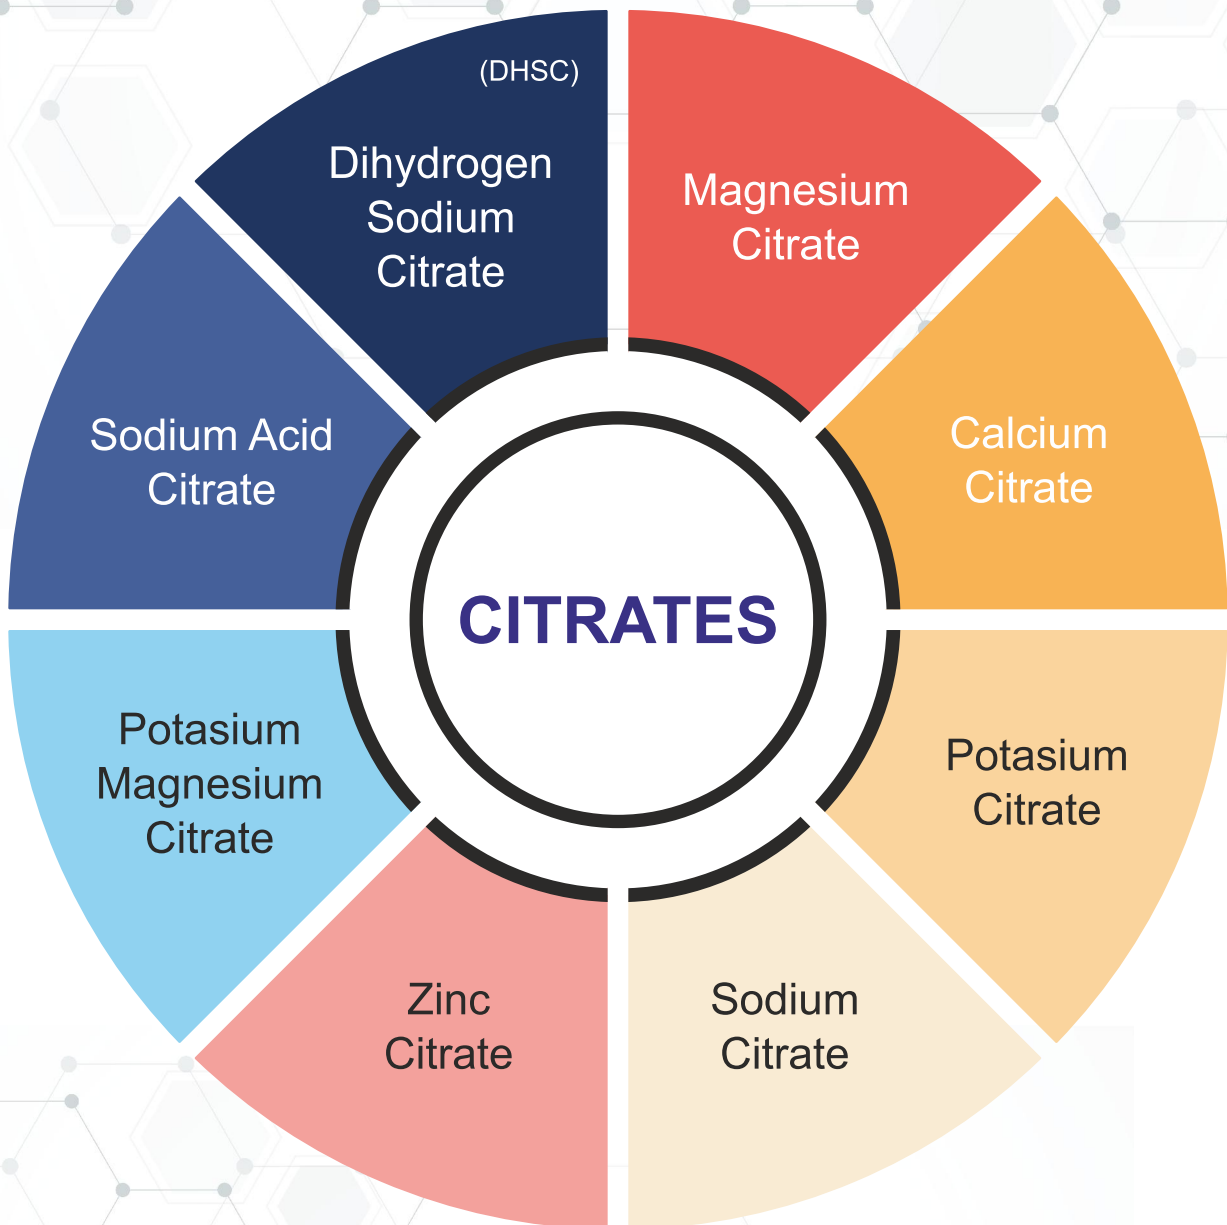 (DHSC)
Dihydrogen
Sodium
Citrate
Magnesium
Citrate
Calcium
Citrate
Potasium
Citrate
Sodium
Citrate
Zinc
Citrate
Potasium
Magnesium
Citrate
Sodium Acid
Citrate
CITRATES